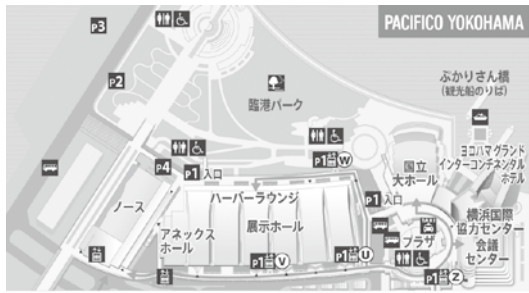 PACIFICO YOKOHAMA
P3
P2
ぷかりさん橋
(観光船のりば)
臨港パーク
ヨコハマ グランド
インターコンチネンタル
ホテル
P1 W
国立
大ホール
P4
P1 入口
P1 入口
ハーバーラウンジ
ノース
アネックス
ホール
展示ホール
横浜国際
協力センター
会議
センター
プラザ
P1 V
P1 U
P1 Z